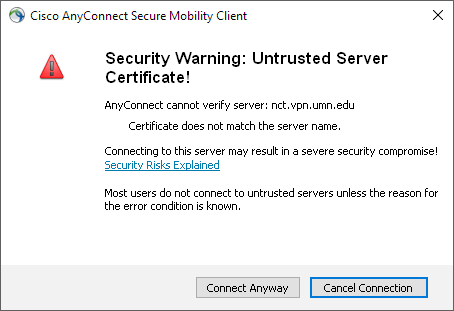 Cisco AnyConnect Secure Mobility Client
Security Warning: Untrusted Server
Certificate!
AnyConnect cannot verify server: nct.vpn.umn.edu
Certificate does not match the server name.
Connecting to this server may result in a severe security compromise!
Security Risks Explained
Most users do not connect to untrusted servers unless the reason for
the error condition is known.
Connect Anyway
Cancel Connection